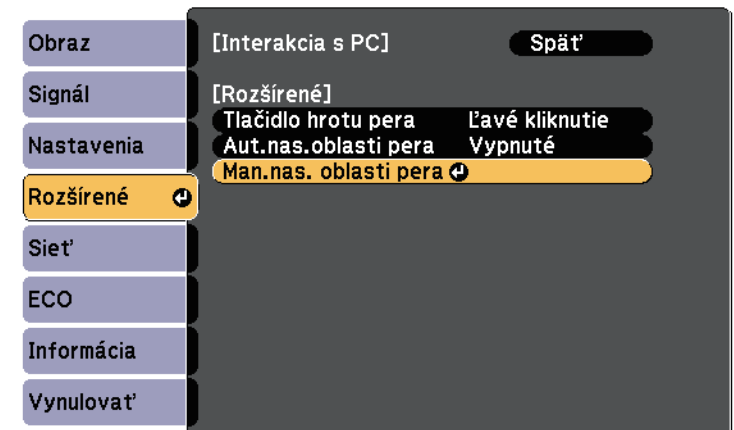 Obraz
Signál
Nastavenia
Rozšírené
Sieť
ECO
Informácia
Vynulovať
[Interakcia s PC] Späť
[Rozšírené]
Tlačidlo hrotu pera Ľavé kliknutie
Aut.nas.oblasti pera Vypnuté
Man.nas. oblasti pera